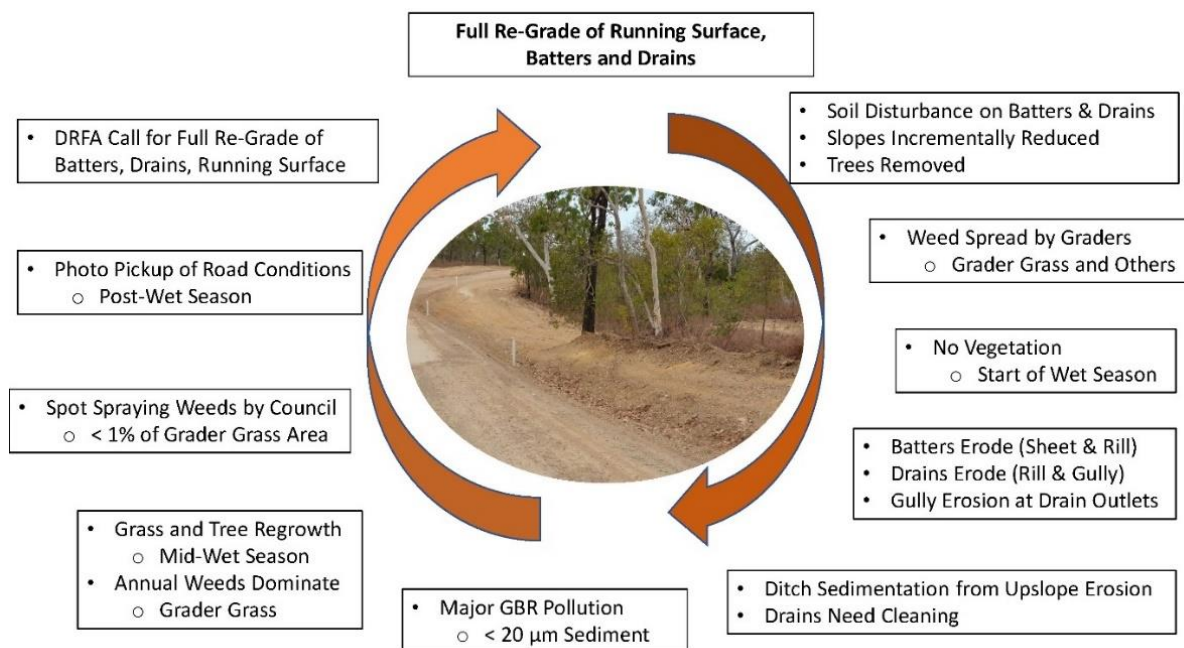 Full Re-Grade of Running Surface,
Batters and Drains
• Soil Disturbance on Batters & Drains
• Slopes Incrementally Reduced
• Trees Removed
• Weed Spread by Graders
o Grader Grass and Others
• No Vegetation
o Start of Wet Season
• Batters Erode (Sheet & Rill)
• Drains Erode (Rill & Gully)
• Gully Erosion at Drain Outlets
• Ditch Sedimentation from Upslope Erosion
• Drains Need Cleaning
• Major GBR Pollution
o < 20 µm Sediment
• Grass and Tree Regrowth
o Mid-Wet Season
• Annual Weeds Dominate
o Grader Grass
• Spot Spraying Weeds by Council
o < 1% of Grader Grass Area
• Photo Pickup of Road Conditions
o Post-Wet Season
• DRFA Call for Full Re-Grade of
Batters, Drains, Running Surface